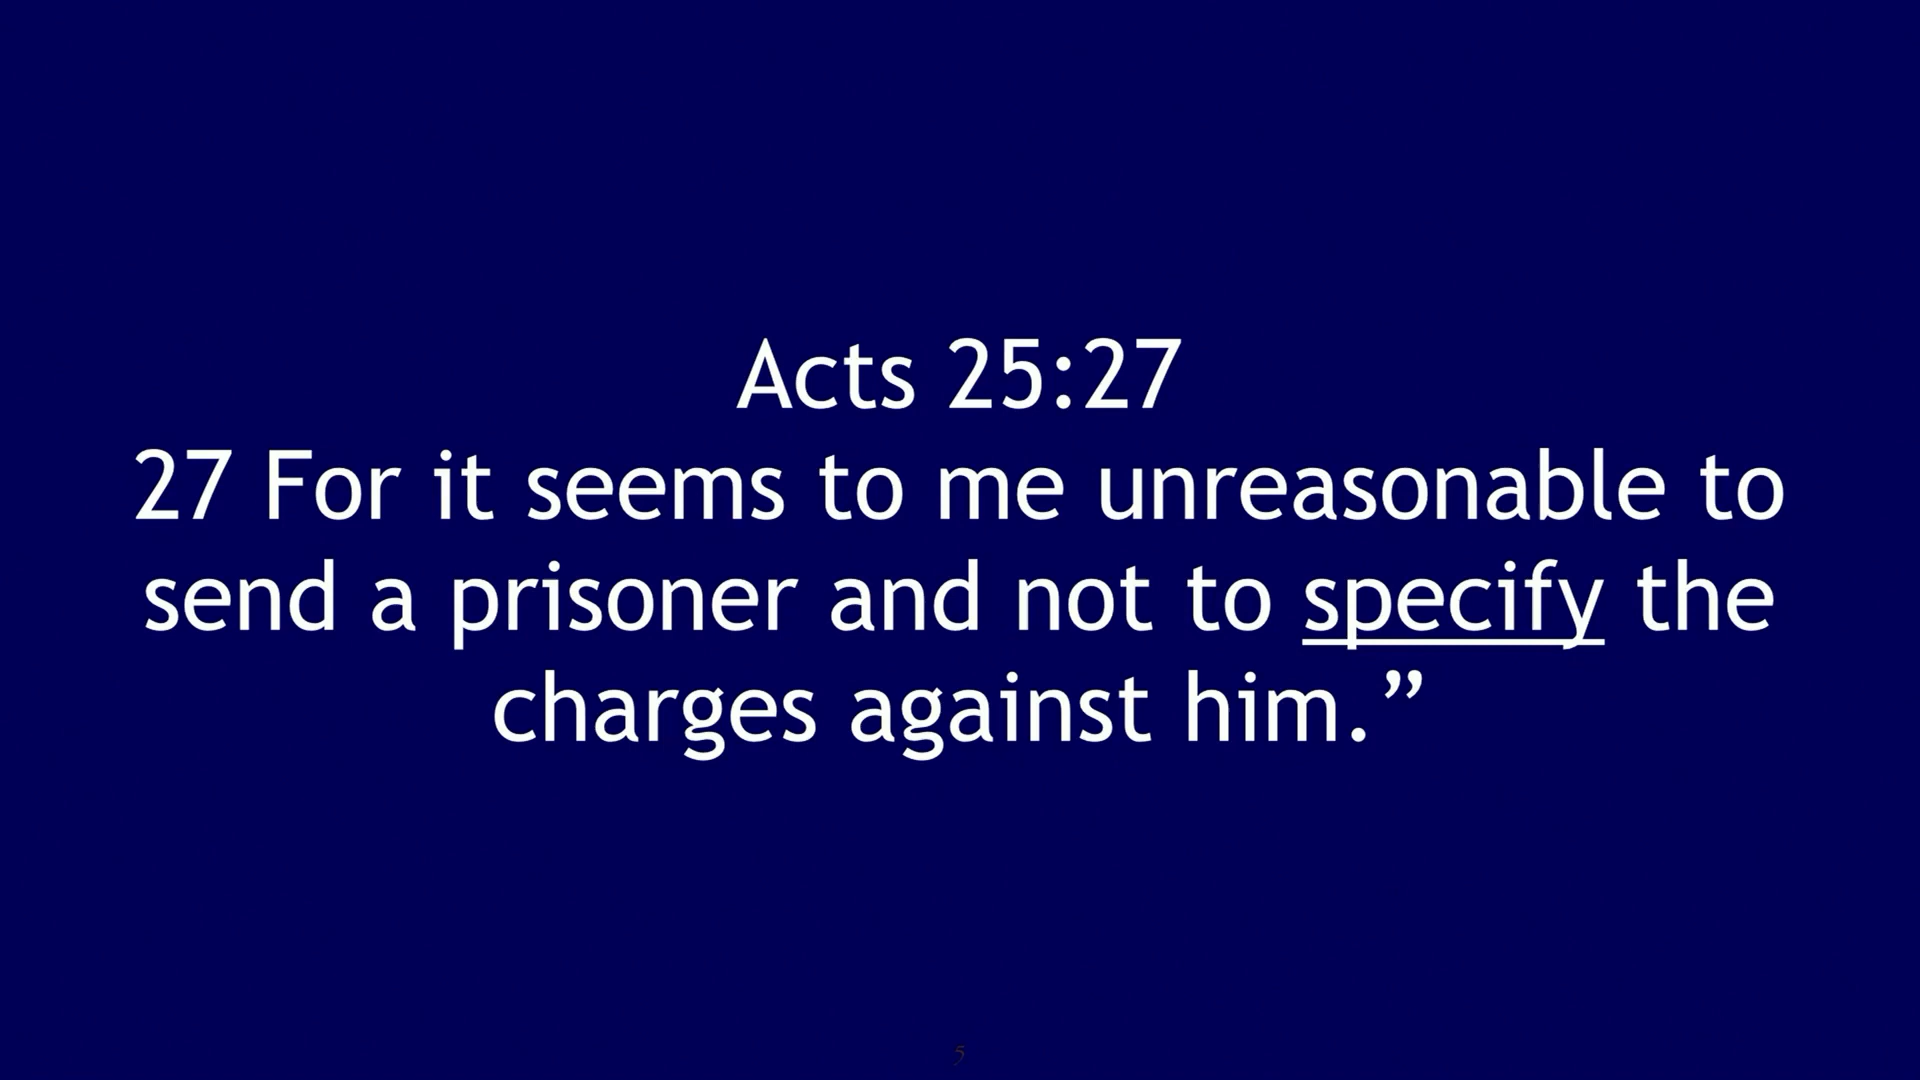 Acts 25:27
27 For it seems to me unreasonable to
send a prisoner and not to specify the
charges against him.”
5